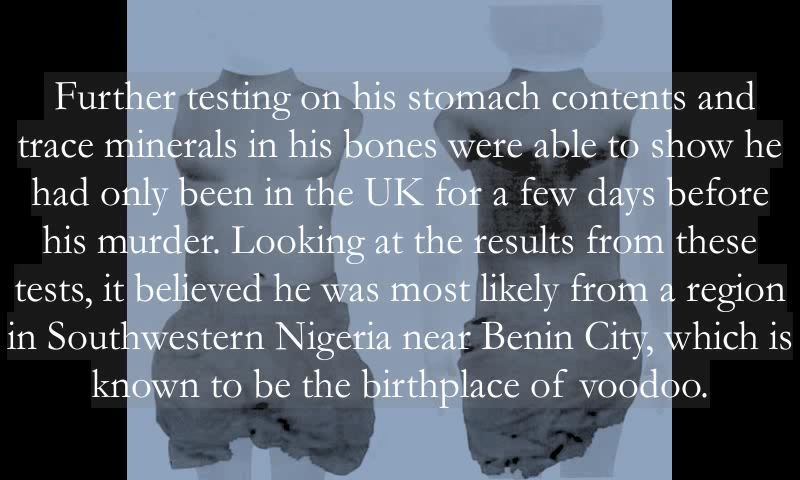 Further testing on his stomach contents and
trace minerals in his bones were able to show he
had only been in the UK for a few days before
his murder. Looking at the results from these
tests, it believed he was most likely from a region
in Southwestern Nigeria near Benin City, which is
known to be the birthplace of voodoo.